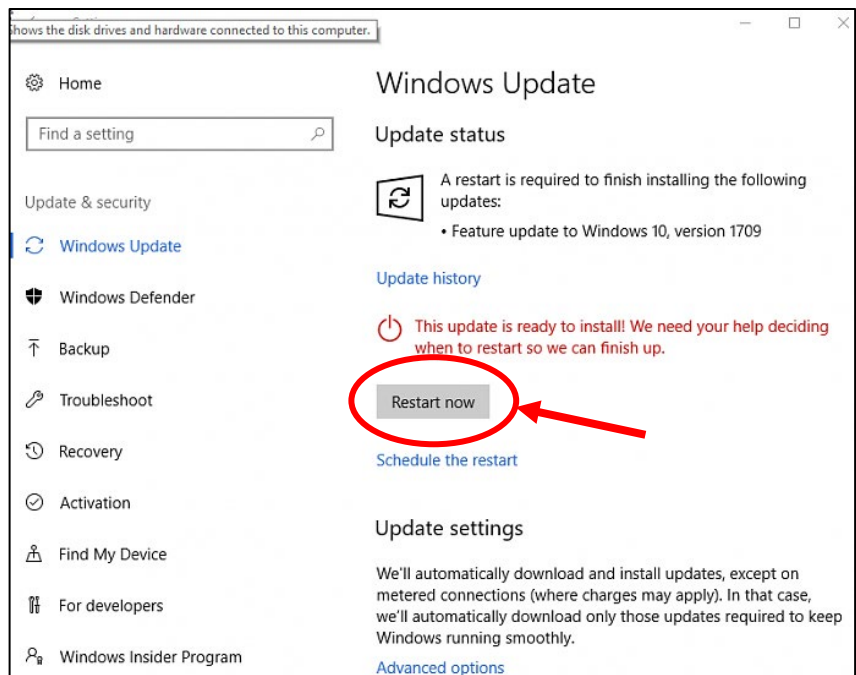 Shows the disk drives and hardware connected to this computer.
Home
Find a setting
Update & security
Windows Update
Windows Defender
Backup
Troubleshoot
Recovery
Activation
Find My Device
For developers
Windows Insider Program
Windows Update
Update status
A restart is required to finish installing the following
updates:
• Feature update to Windows 10, version 1709
Update history
This update is ready to install! We need your help deciding
when to restart so we can finish up.
Restart now
Schedule the restart
Update settings
We'll automatically download and install updates, except on
metered connections (where charges may apply). In that case,
we'll automatically download only those updates required to keep
Windows running smoothly.
Advanced options